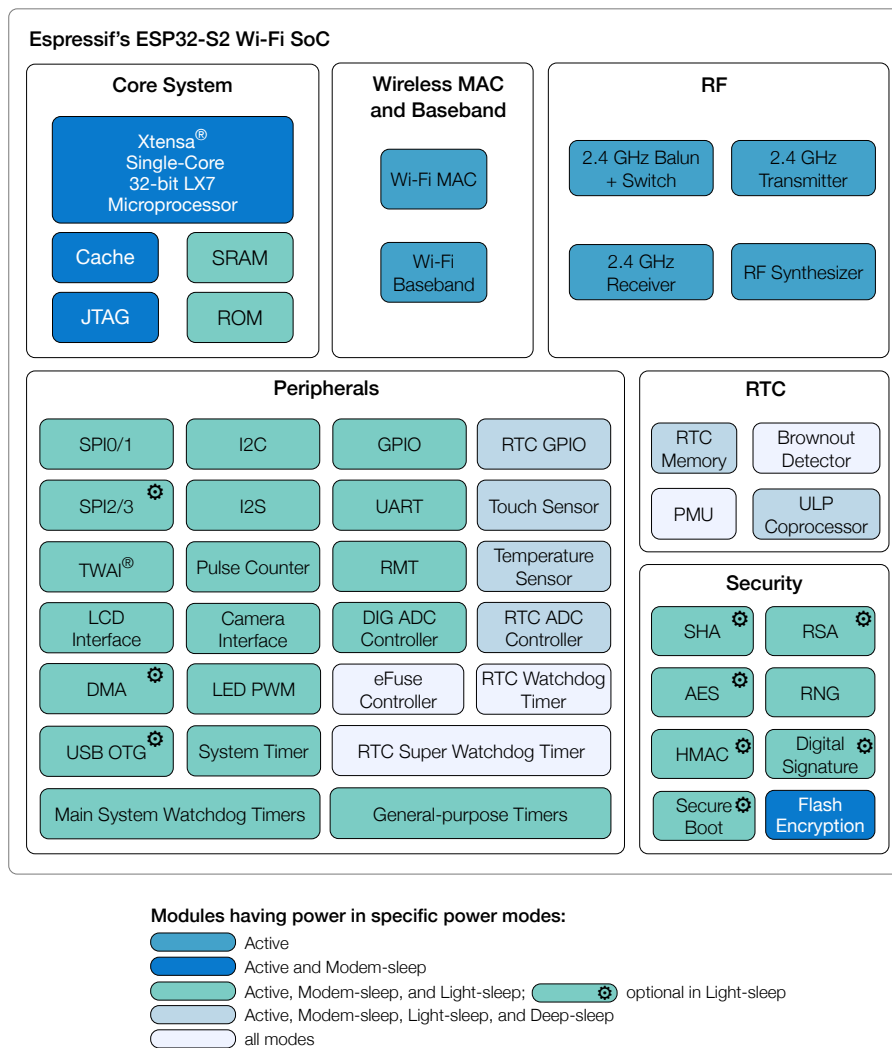 Espressif's ESP32-S2 Wi-Fi SoC
Core System
Xtensa®
Single-Core
32-bit LX7
Microprocessor
Cache
SRAM
JTAG
ROM
Wireless MAC
and Baseband
Wi-Fi MAC
Wi-Fi
Baseband
RF
2.4 GHz Balun
+ Switch
2.4 GHz
Transmitter
2.4 GHz
Receiver
RF Synthesizer
Peripherals
SPI0/1
I2C
GPIO
RTC GPIO
SPI2/3
I2S
UART
Touch Sensor
TWAI®
Pulse Counter
RMT
Temperature
Sensor
LCD
Interface
Camera
Interface
DIG ADC
Controller
RTC ADC
Controller
DMA
LED PWM
eFuse
Controller
RTC Watchdog
Timer
USB OTG
System Timer
RTC Super Watchdog Timer
Main System Watchdog Timers
General-purpose Timers
RTC
RTC
Memory
Brownout
Detector
PMU
ULP
Coprocessor
Security
SHA
RSA
AES
RNG
HMAC
Digital
Signature
Secure
Boot
Flash
Encryption
Modules having power in specific power modes:
Active
Active and Modem-sleep
Active, Modem-sleep, and Light-sleep; optional in Light-sleep
Active, Modem-sleep, Light-sleep, and Deep-sleep
all modes